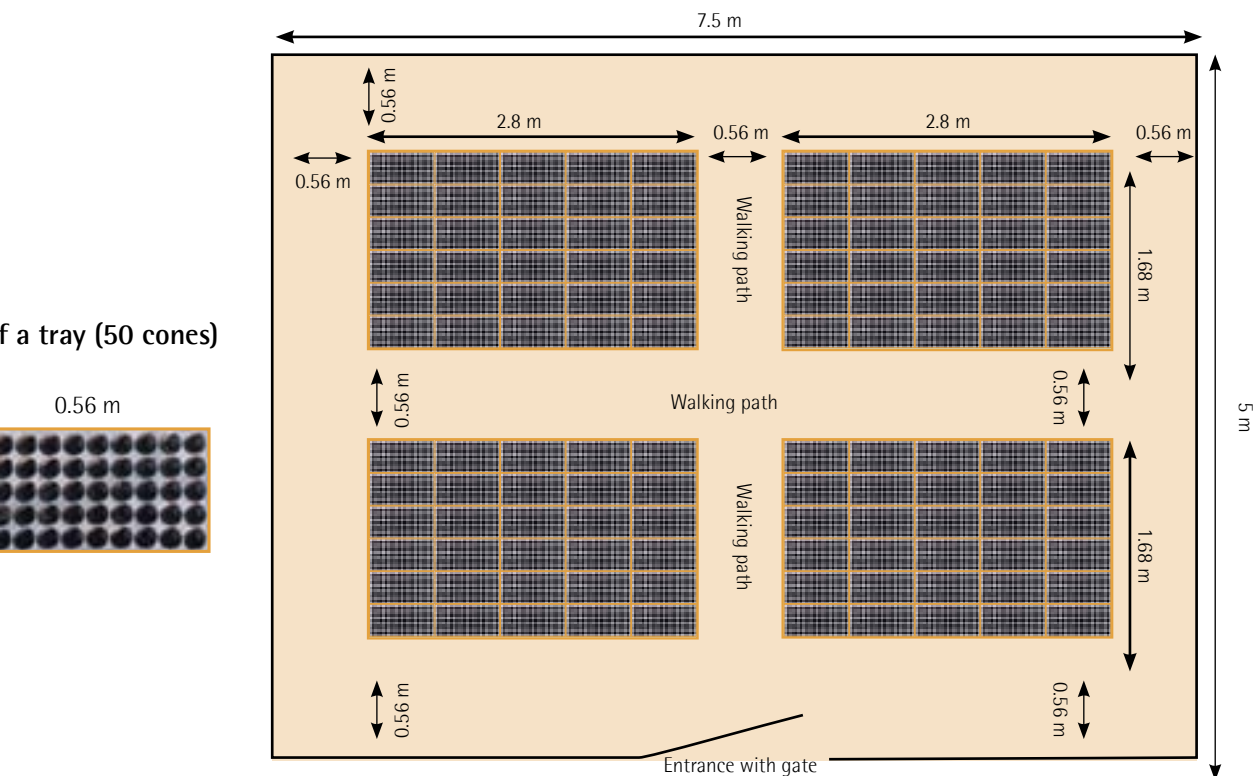 7.5 m
0.56 m
2.8 m
0.56 m
2.8 m
0.56 m
0.56 m
Walking path
1.68 m
f a tray (50 cones)
0.56 m
0.56 m
Walking path
0.56 m
5 m
Walking path
1.68 m
0.56 m
0.56 m
Entrance with gate